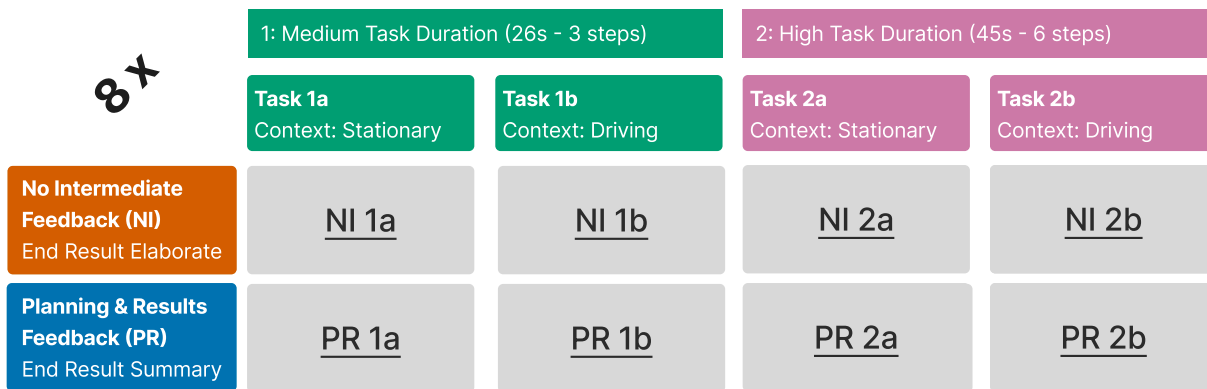 8 x
1: Medium Task Duration (26s - 3 steps)
2: High Task Duration (45s - 6 steps)
Task 1a
Context: Stationary
Task 1b
Context: Driving
Task 2a
Context: Stationary
Task 2b
Context: Driving
No Intermediate
Feedback (NI)
End Result Elaborate
NI 1a
NI 1b
NI 2a
NI 2b
Planning & Results
Feedback (PR)
End Result Summary
PR 1a
PR 1b
PR 2a
PR 2b